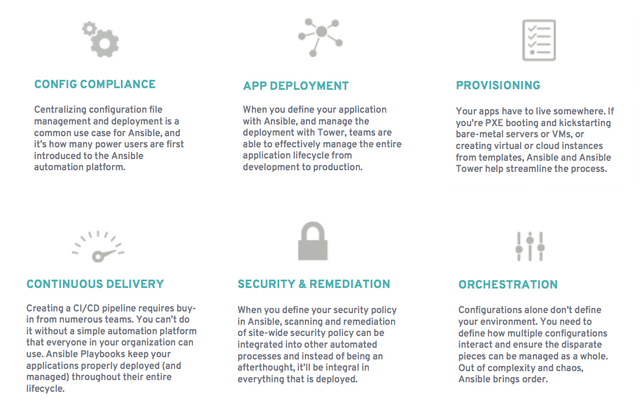 CONFIG COMPLIANCE
Centralizing configuration file
management and deployment is a
common use case for Ansible, and
it's how many power users are first
introduced to the Ansible
automation platform.
APP DEPLOYMENT
When you define your application
with Ansible, and manage the
deployment with Tower, teams are
able to effectively manage the entire
application lifecycle from
development to production.
PROVISIONING
Your apps have to live somewhere. If
you're PXE booting and kickstarting
bare-metal servers or VMs, or
creating virtual or cloud instances
from templates, Ansible and Ansible
Tower help streamline the process.
CONTINUOUS DELIVERY
Creating a CI/CD pipeline requires buy-
in from numerous teams. You can't do
it without a simple automation platform
that everyone in your organization can
use. Ansible Playbooks keep your
applications properly deployed (and
managed) throughout their entire
lifecycle.
SECURITY & REMEDIATION
When you define your security policy
in Ansible, scanning and remediation
of site-wide security policy can be
integrated into other automated
processes and instead of being an
afterthought, it'll be integral in
everything that is deployed.
ORCHESTRATION
Configurations alone don't define
your environment. You need to
define how multiple configurations
interact and ensure the disparate
pieces can be managed as a whole.
Out of complexity and chaos,
Ansible brings order.